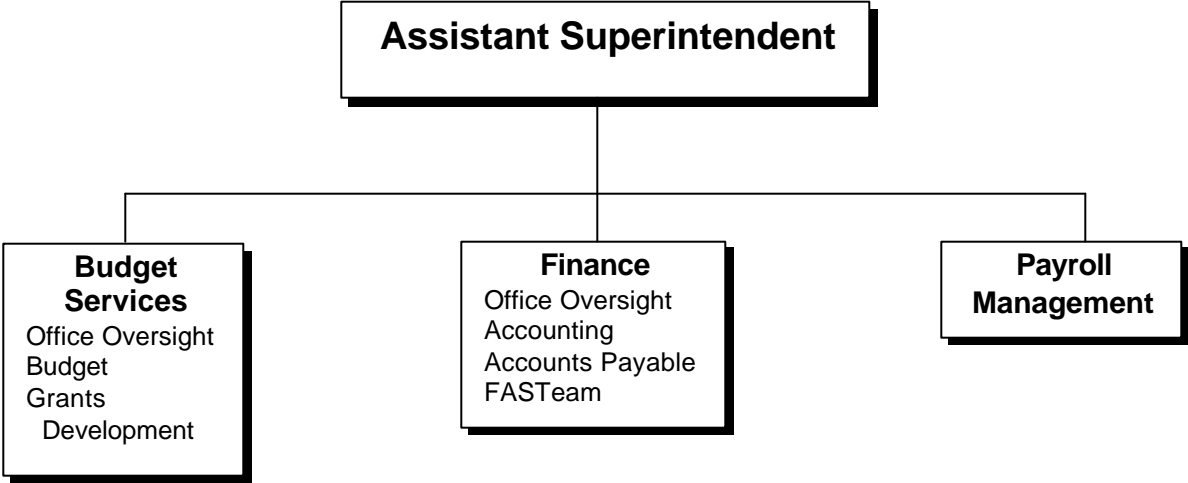 Assistant Superintendent
Budget
Services
Office Oversight
Budget
Grants
Development
Finance
Office Oversight
Accounting
Accounts Payable
FASTeam
Payroll
Management